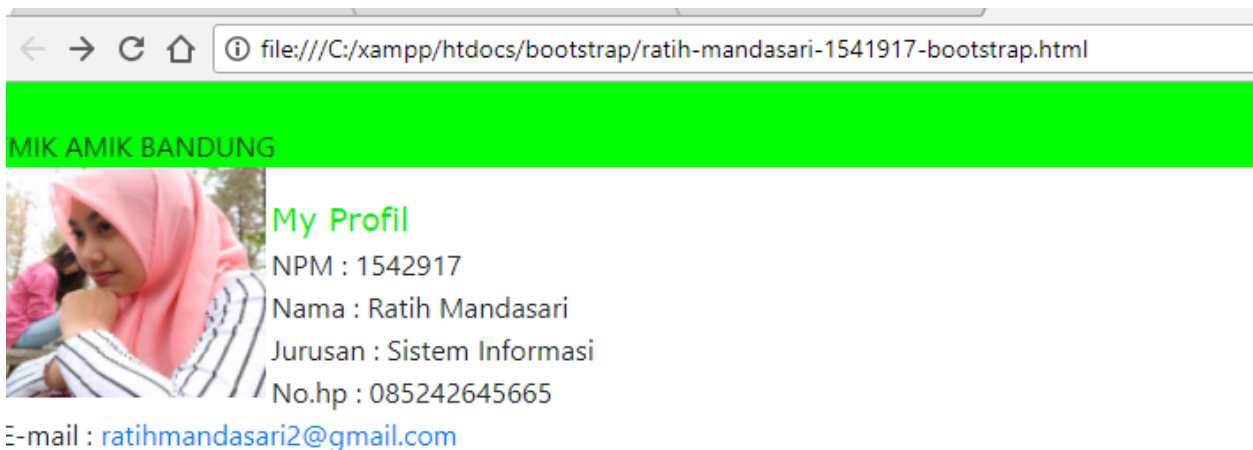 file:///C:/xampp/htdocs/bootstrap/ratih-mandasari-1541917-bootstrap.html
AMIK BANDUNG
My Profil
NPM : 1542917
Nama : Ratih Mandasari
Jurusan : Sistem Informasi
No.hp : 085242645665
E-mail : ratihmandasari2@gmail.com